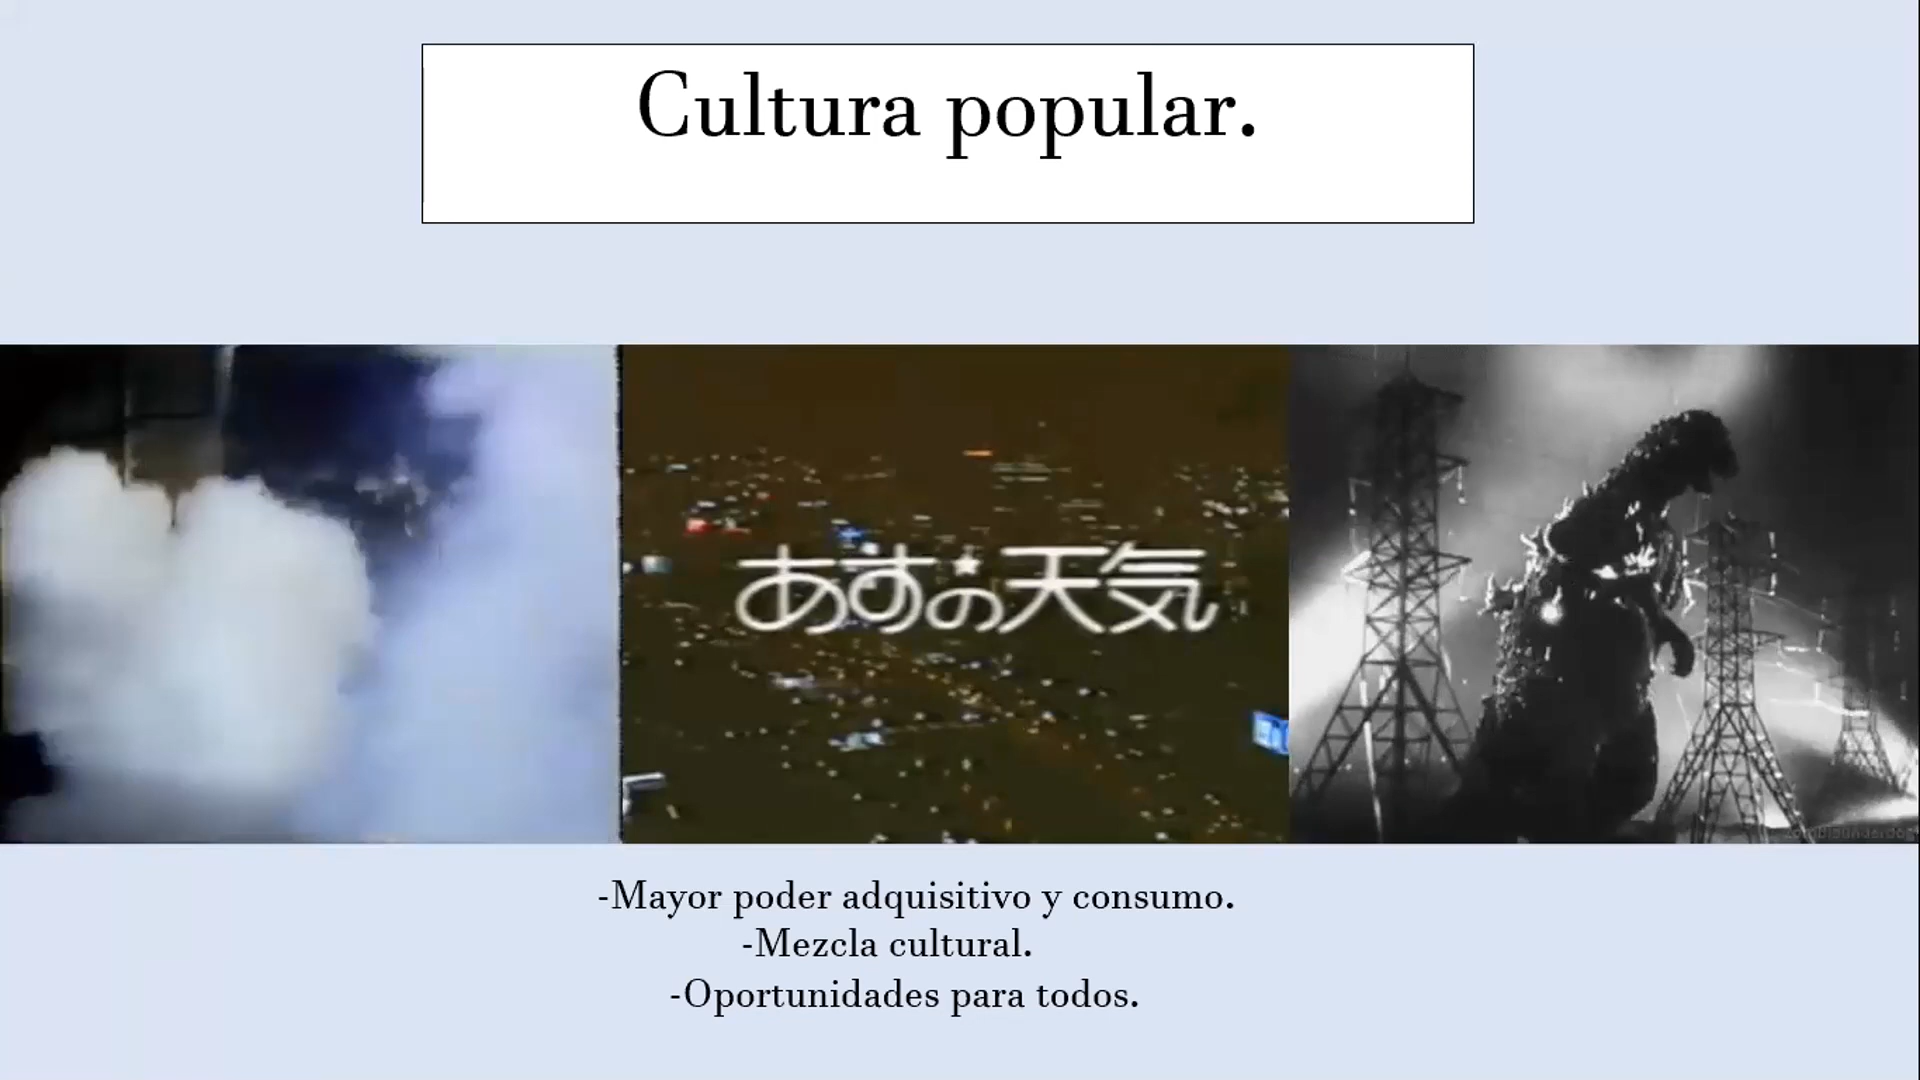 Cultura popular.
あすの天気
-Mayor poder adquisitivo y consumo.
-Mezcla cultural.
-Oportunidades para todos.